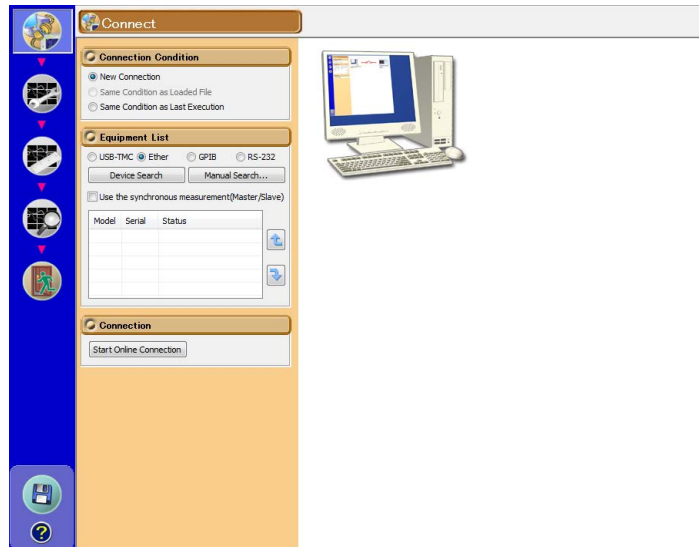 Connect
Connection Condition
New Connection
Same Condition as Loaded File
Same Condition as Last Execution
Equipment List
USB-TMC Ether GPIB RS-232
Device Search Manual Search...
Use the synchronous measurement(Master/Slave)
Model Serial Status
Connection
Start Online Connection
?